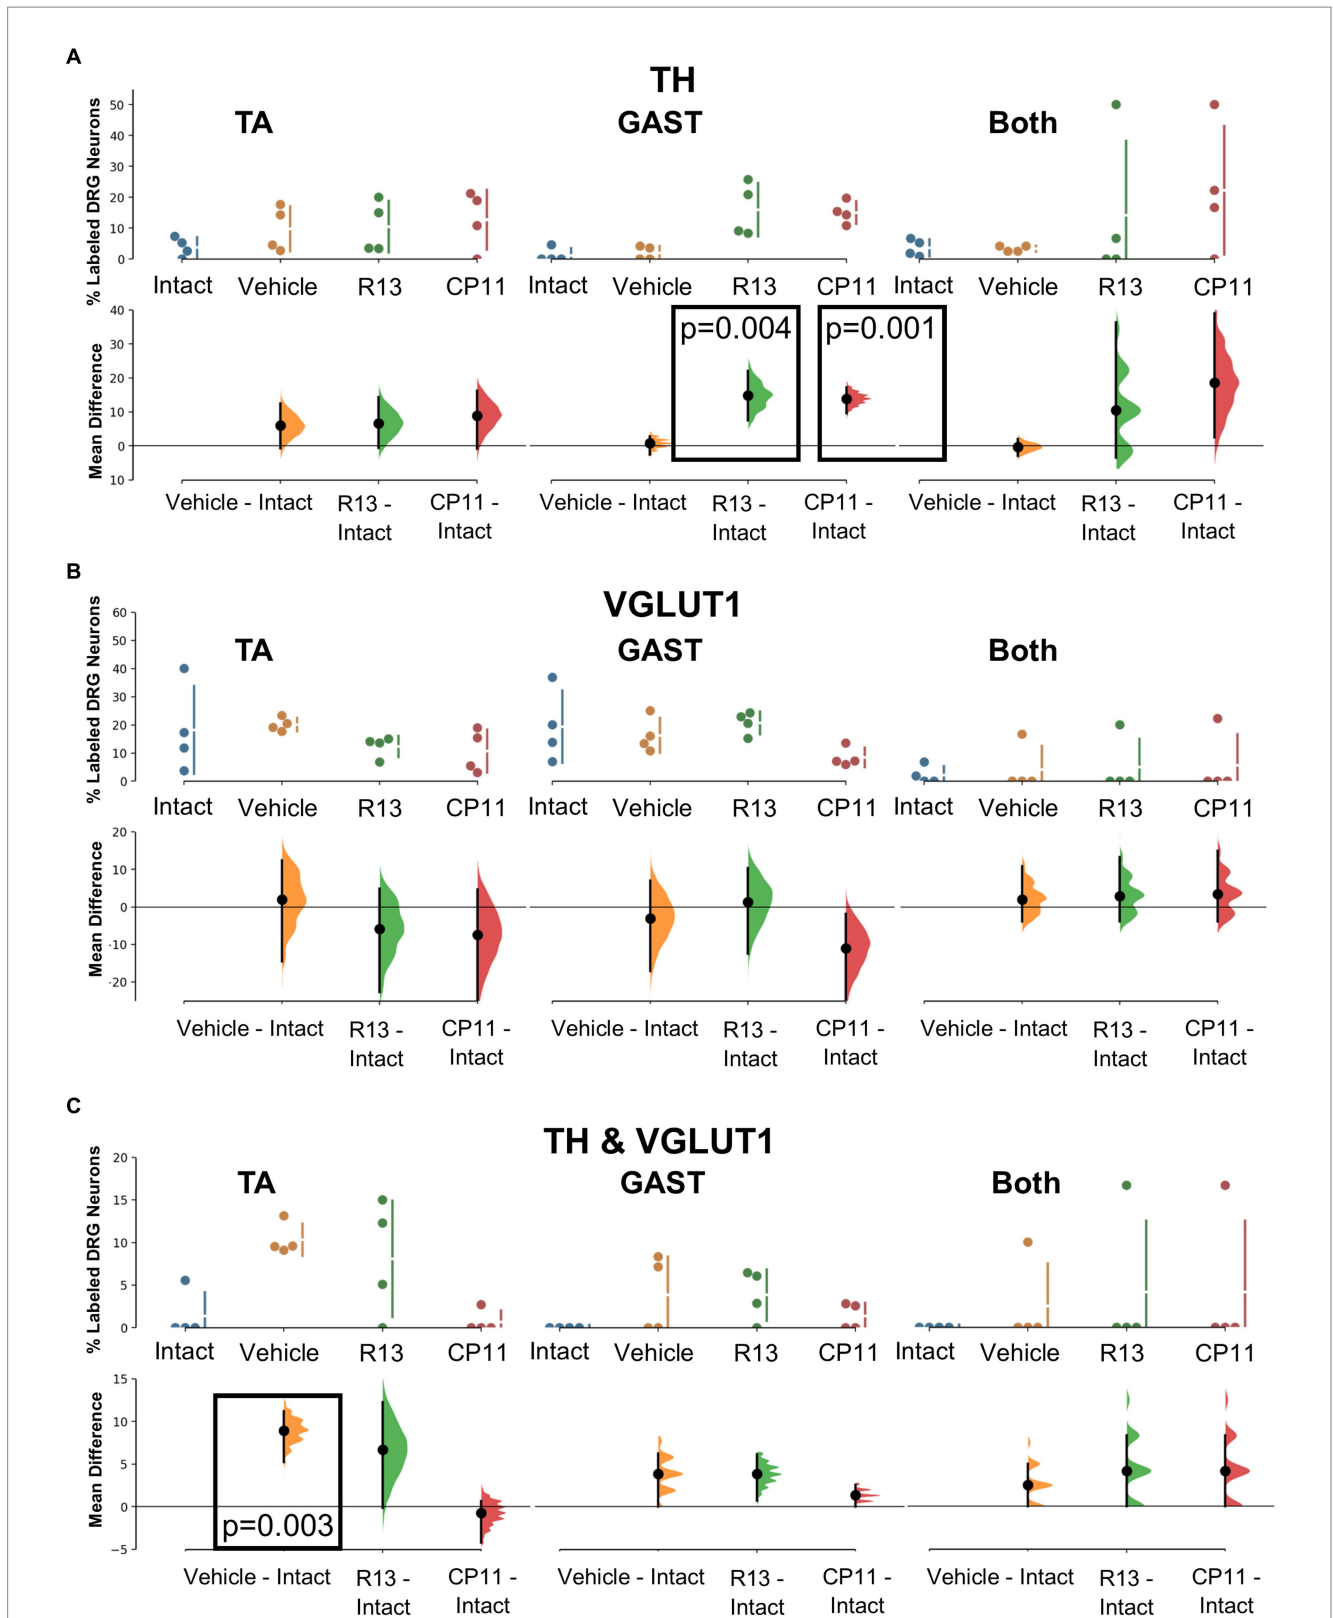 A
TH
TA GAST Both
% Labeled DRG Neurons
50
40
30
20
10
0
Intact Vehicle R13 CP11 Intact Vehicle R13 CP11 Intact Vehicle R13 CP11
Mean Difference
40
30
20
10
0
10
p=0.004 p=0.001
Vehicle - Intact R13 - Intact CP11 - Intact Vehicle - Intact R13 - Intact CP11 - Intact Vehicle - Intact R13 - Intact CP11 - Intact
B
VGLUT1
TA GAST Both
% Labeled DRG Neurons
60
50
40
30
20
10
0
Intact Vehicle R13 CP11 Intact Vehicle R13 CP11 Intact Vehicle R13 CP11
Mean Difference
20
10
0
-10
-20
Vehicle - Intact R13 - Intact CP11 - Intact Vehicle - Intact R13 - Intact CP11 - Intact Vehicle - Intact R13 - Intact CP11 - Intact
C
TH & VGLUT1
TA GAST Both
% Labeled DRG Neurons
20
15
10
5
0
Intact Vehicle R13 CP11 Intact Vehicle R13 CP11 Intact Vehicle R13 CP11
Mean Difference
15
10
5
0
−5
p=0.003
Vehicle - Intact R13 - Intact CP11 - Intact Vehicle - Intact R13 - Intact CP11 - Intact Vehicle - Intact R13 - Intact CP11 - Intact